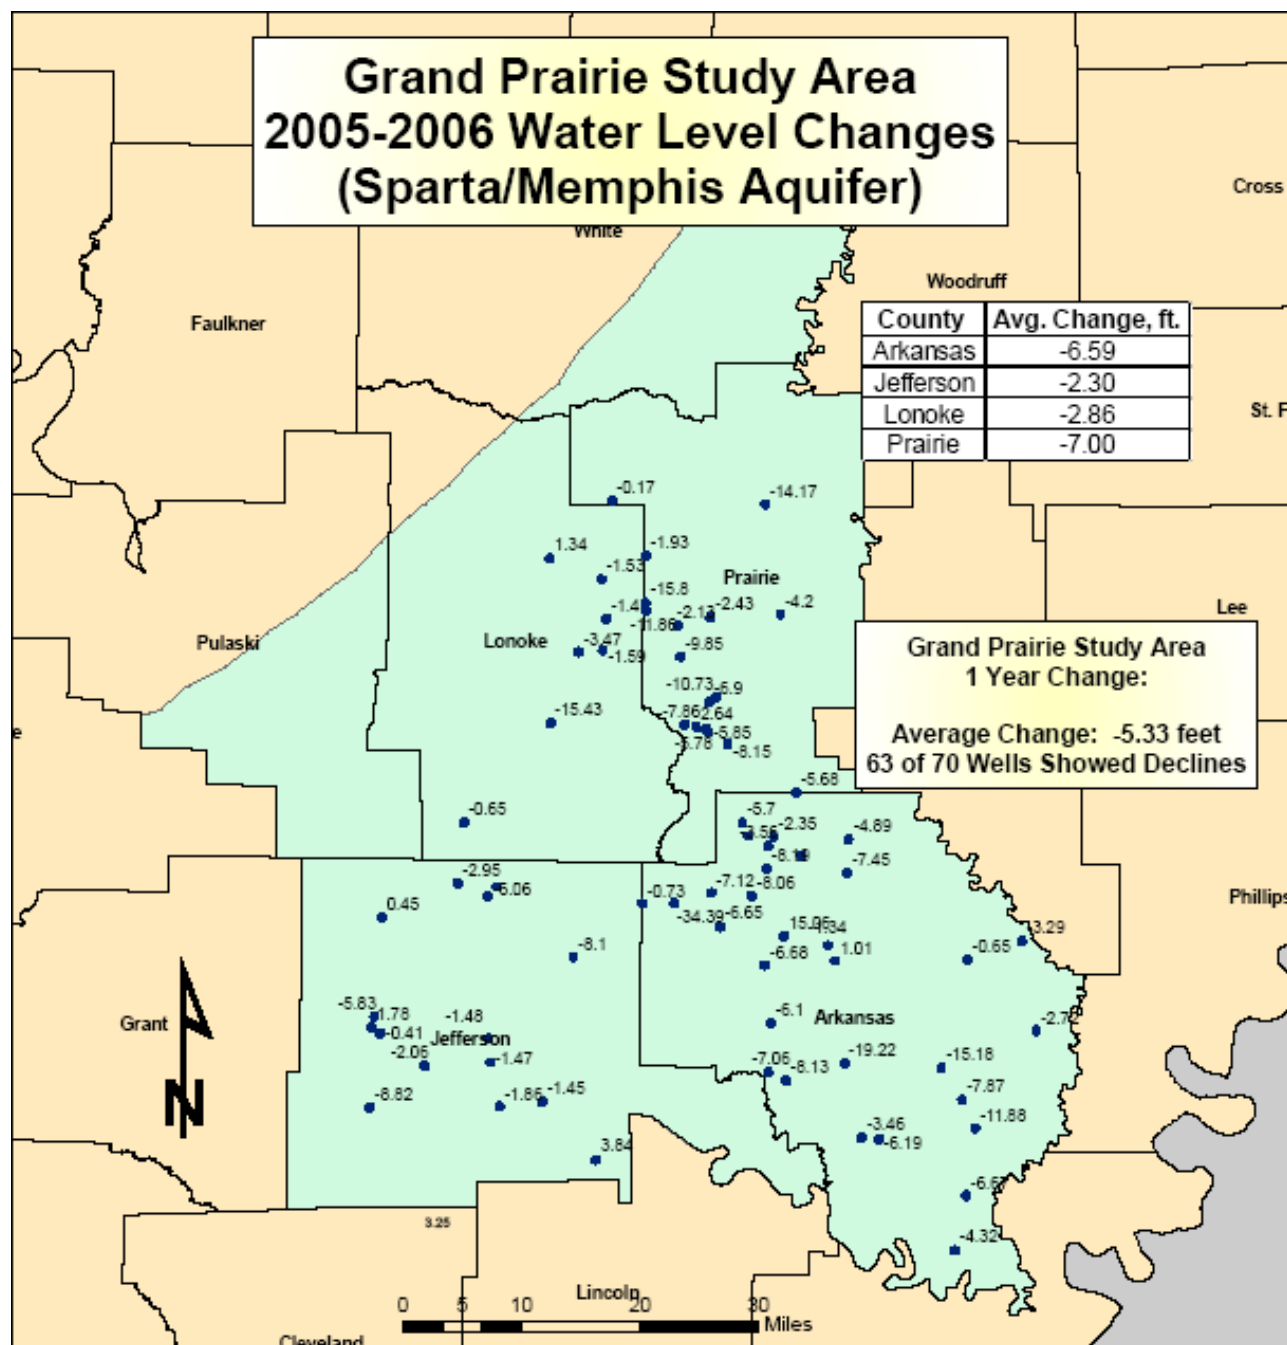 Grand Prairie Study Area
2005-2006 Water Level Changes
(Sparta/Memphis Aquifer)
Cross
White
Woodruff
Faulkner
County Avg. Change, ft.
Arkansas -6.59
Jefferson -2.30
Lonoke -2.86
Prairie -7.00
St. F
-0.17
-14.17
1.34
-1.93
-1.53
Prairie
-15.8
-2.43
-4.2
Lee
-11.86
Pulaski
Lonoke
-3.47
-1.59
-9.85
Grand Prairie Study Area
1 Year Change:
Average Change: -5.33 feet
63 of 70 Wells Showed Declines
-10.73
-6.9
-15.43
-7.86
2.64
-5.85
-5.78
-8.15
e
-5.68
-0.65
-5.7
-2.35
-4.89
-8.19
-7.45
-2.95
-0.73
-7.12
-8.06
0.45
-34.39
-6.65
Phillips
15.06
-8.1
-6.68
1.01
-0.65
3.29
-5.83
1.78
-1.48
-6.1
Grant
-0.41
Jefferson
Arkansas
-2.06
-1.47
-7.06
-8.13
-19.22
-15.18
-8.82
-1.86
-1.45
-7.87
-3.46
-11.88
-6.19
3.84
3.25
-4.32
0 5 10 20 30
Miles
N
Cleveland